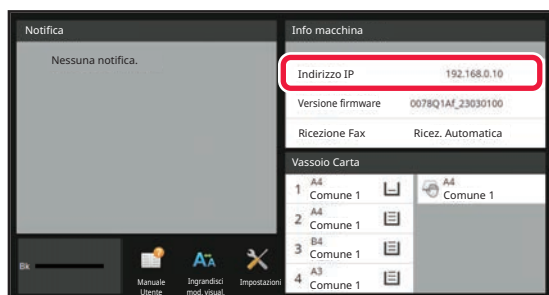 Notifica
Nessuna notifica.
Info macchina
Indirizzo IP 192.168.0.10
Versione firmware 0078Q1Af_23030100
Ricezione Fax Ricez. Automatica
Vassoio Carta
1 A4
Comune 1
A4
Comune 1
2 A4
Comune 1
3 B4
Comune 1
4 A3
Comune 1
Bk
Manuale
Utente
Ingrandisci
mod. visual.
Impostazioni